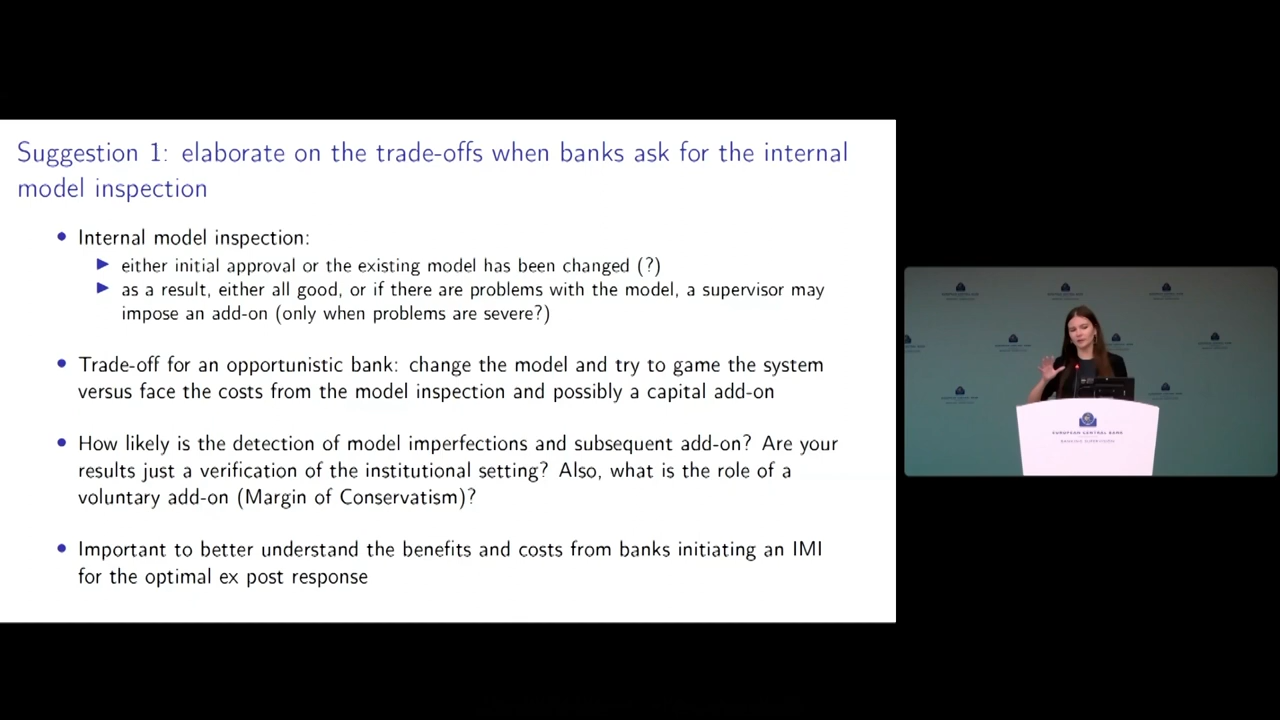 Suggestion 1: elaborate on the trade-offs when banks ask for the internal
model inspection
• Internal model inspection:
▶ either initial approval or the existing model has been changed (?)
▶ as a result, either all good, or if there are problems with the model, a supervisor may
impose an add-on (only when problems are severe?)
• Trade-off for an opportunistic bank: change the model and try to game the system
versus face the costs from the model inspection and possibly a capital add-on
• How likely is the detection of model imperfections and subsequent add-on? Are your
results just a verification of the institutional setting? Also, what is the role of a
voluntary add-on (Margin of Conservatism)?
• Important to better understand the benefits and costs from banks initiating an IMI
for the optimal ex post response
EUROPEAN CENTRAL BANK
BANKING SUPERVISION